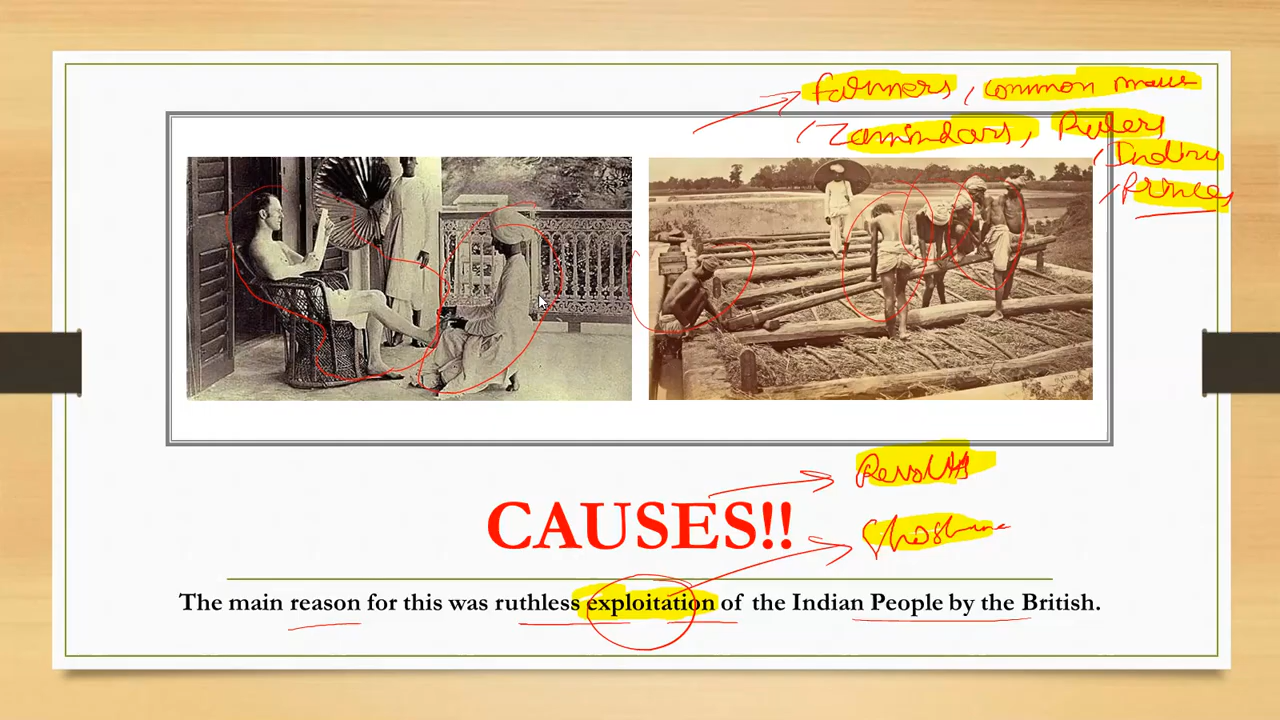 Farmers, Common man
, Zamindars, Rulers
, Indian
, Princes
Revolts
CAUSES!!
The main reason for this was ruthless exploitation of the Indian People by the British.